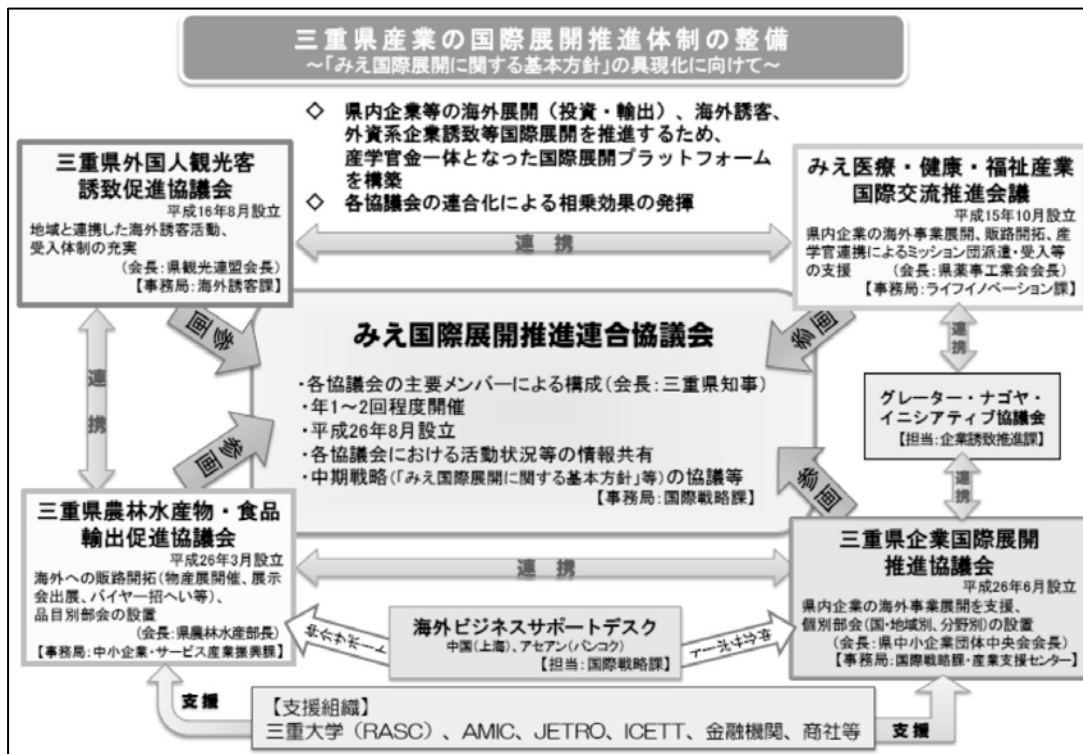 三重県産業の国際展開推進体制の整備
～「みえ国際展開に関する基本方針」の具現化に向けて～
◇ 県内企業等の海外展開（投資・輸出）、海外誘客、
外資系企業誘致等国際展開を推進するため、
産学官金一体となった国際展開プラットフォーム
を構築
◇ 各協議会の連合化による相乗効果の発揮
三重県外国人観光客
誘致促進協議会
平成16年8月設立
地域と連携した海外誘客活動、
受入体制の充実
(会長：県観光連盟会長)
【事務局：海外誘客課】
連 携
みえ医療・健康・福祉産業
国際交流推進会議
平成15年10月設立
県内企業の海外事業展開、販路開拓、産
学官連携によるミッション団派遣・受入等
の支援 (会長：県薬事工業会会長)
【事務局：ライフイノベーション課】
参画
参画
連 携
連携
みえ国際展開推進連合協議会
・各協議会の主要メンバーによる構成(会長：三重県知事)
・年1～2回程度開催
・平成26年8月設立
・各協議会における活動状況等の情報共有
・中期戦略(「みえ国際展開に関する基本方針」等)の協議等
【事務局：国際戦略課】
グレーター・ナゴヤ・
イニシアティブ協議会
【担当：企業誘致推進課】
参画
参画
連携
三重県農林水産物・食品
輸出促進協議会
平成26年3月設立
海外への販路開拓(物産展開催、展示
会出展、バイヤー招へい等)、
品目別部会の設置
(会長：県農林水産部長)
【事務局：中小企業・サービス産業振興課】
連 携
三重県企業国際展開
推進協議会
平成26年6月設立
県内企業の海外事業展開を支援、
個別部会(国・地域別、分野別)の設置
(会長：県中小企業団体中央会会長)
【事務局：国際戦略課・産業支援センター】
海外ビジネスサポートデスク
中国(上海)、アセアン(バンコク)
【担当：国際戦略課】
支援
【支援組織】
三重大学（RASC）、AMIC、JETRO、ICETT、金融機関、商社等
支援